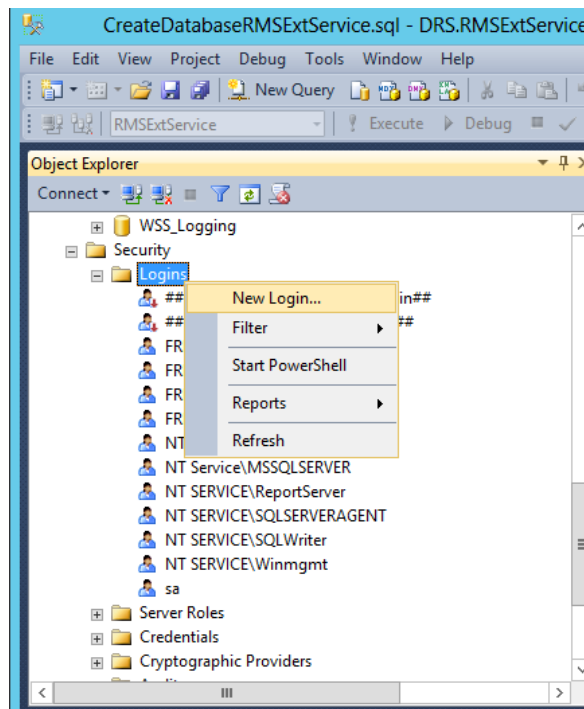 CreateDatabaseRMSExtService.sql - DRS.RMSExtService
File Edit View Project Debug Tools Window Help
New Query
RMSExtService Execute Debug
Object Explorer
Connect
WSS_Logging
Security
Logins
## in##
## ##
FR
FR
FR
FR
NT
New Login...
Filter
Start PowerShell
Reports
Refresh
NT Service\MSSQLSERVER
NT SERVICE\ReportServer
NT SERVICE\SQLSERVERAGENT
NT SERVICE\SQLWriter
NT SERVICE\Winmgmt
sa
Server Roles
Credentials
Cryptographic Providers